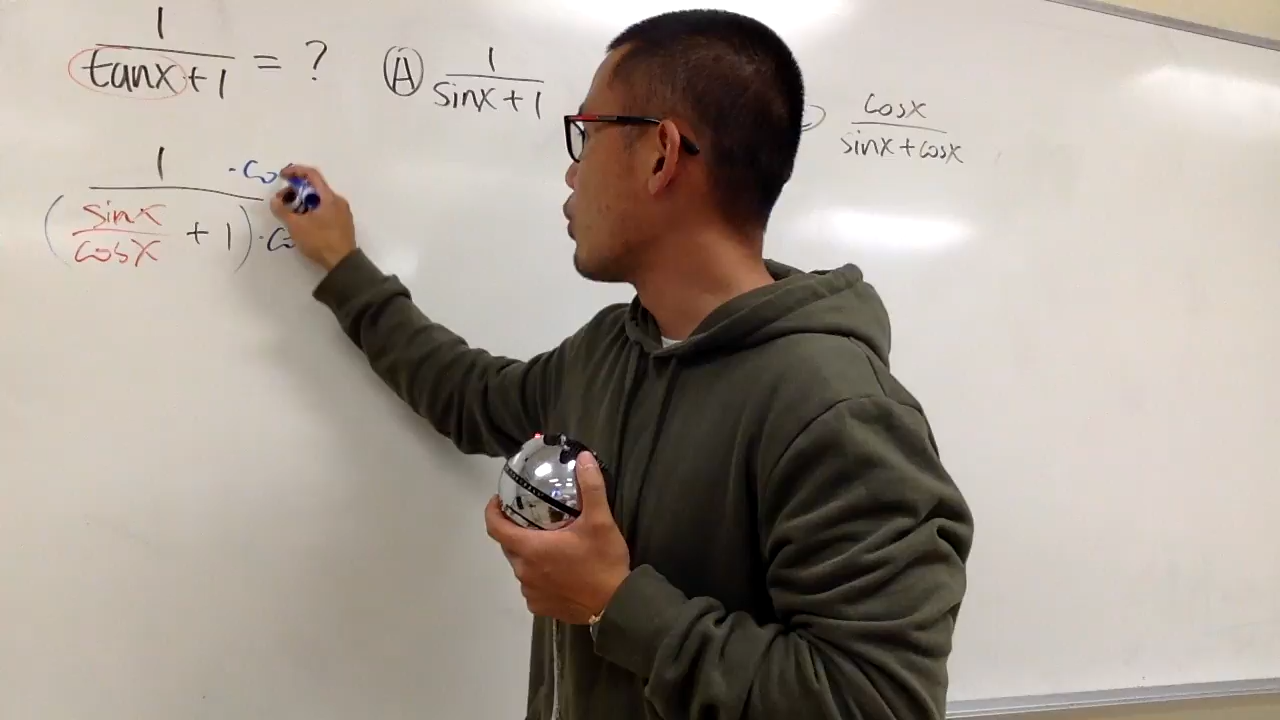 1/(tanx+1) = ? Ⓐ 1/(sinx+1) cosx/(sinx+cosx)
1 ·
(sinx/cosx + 1) ·